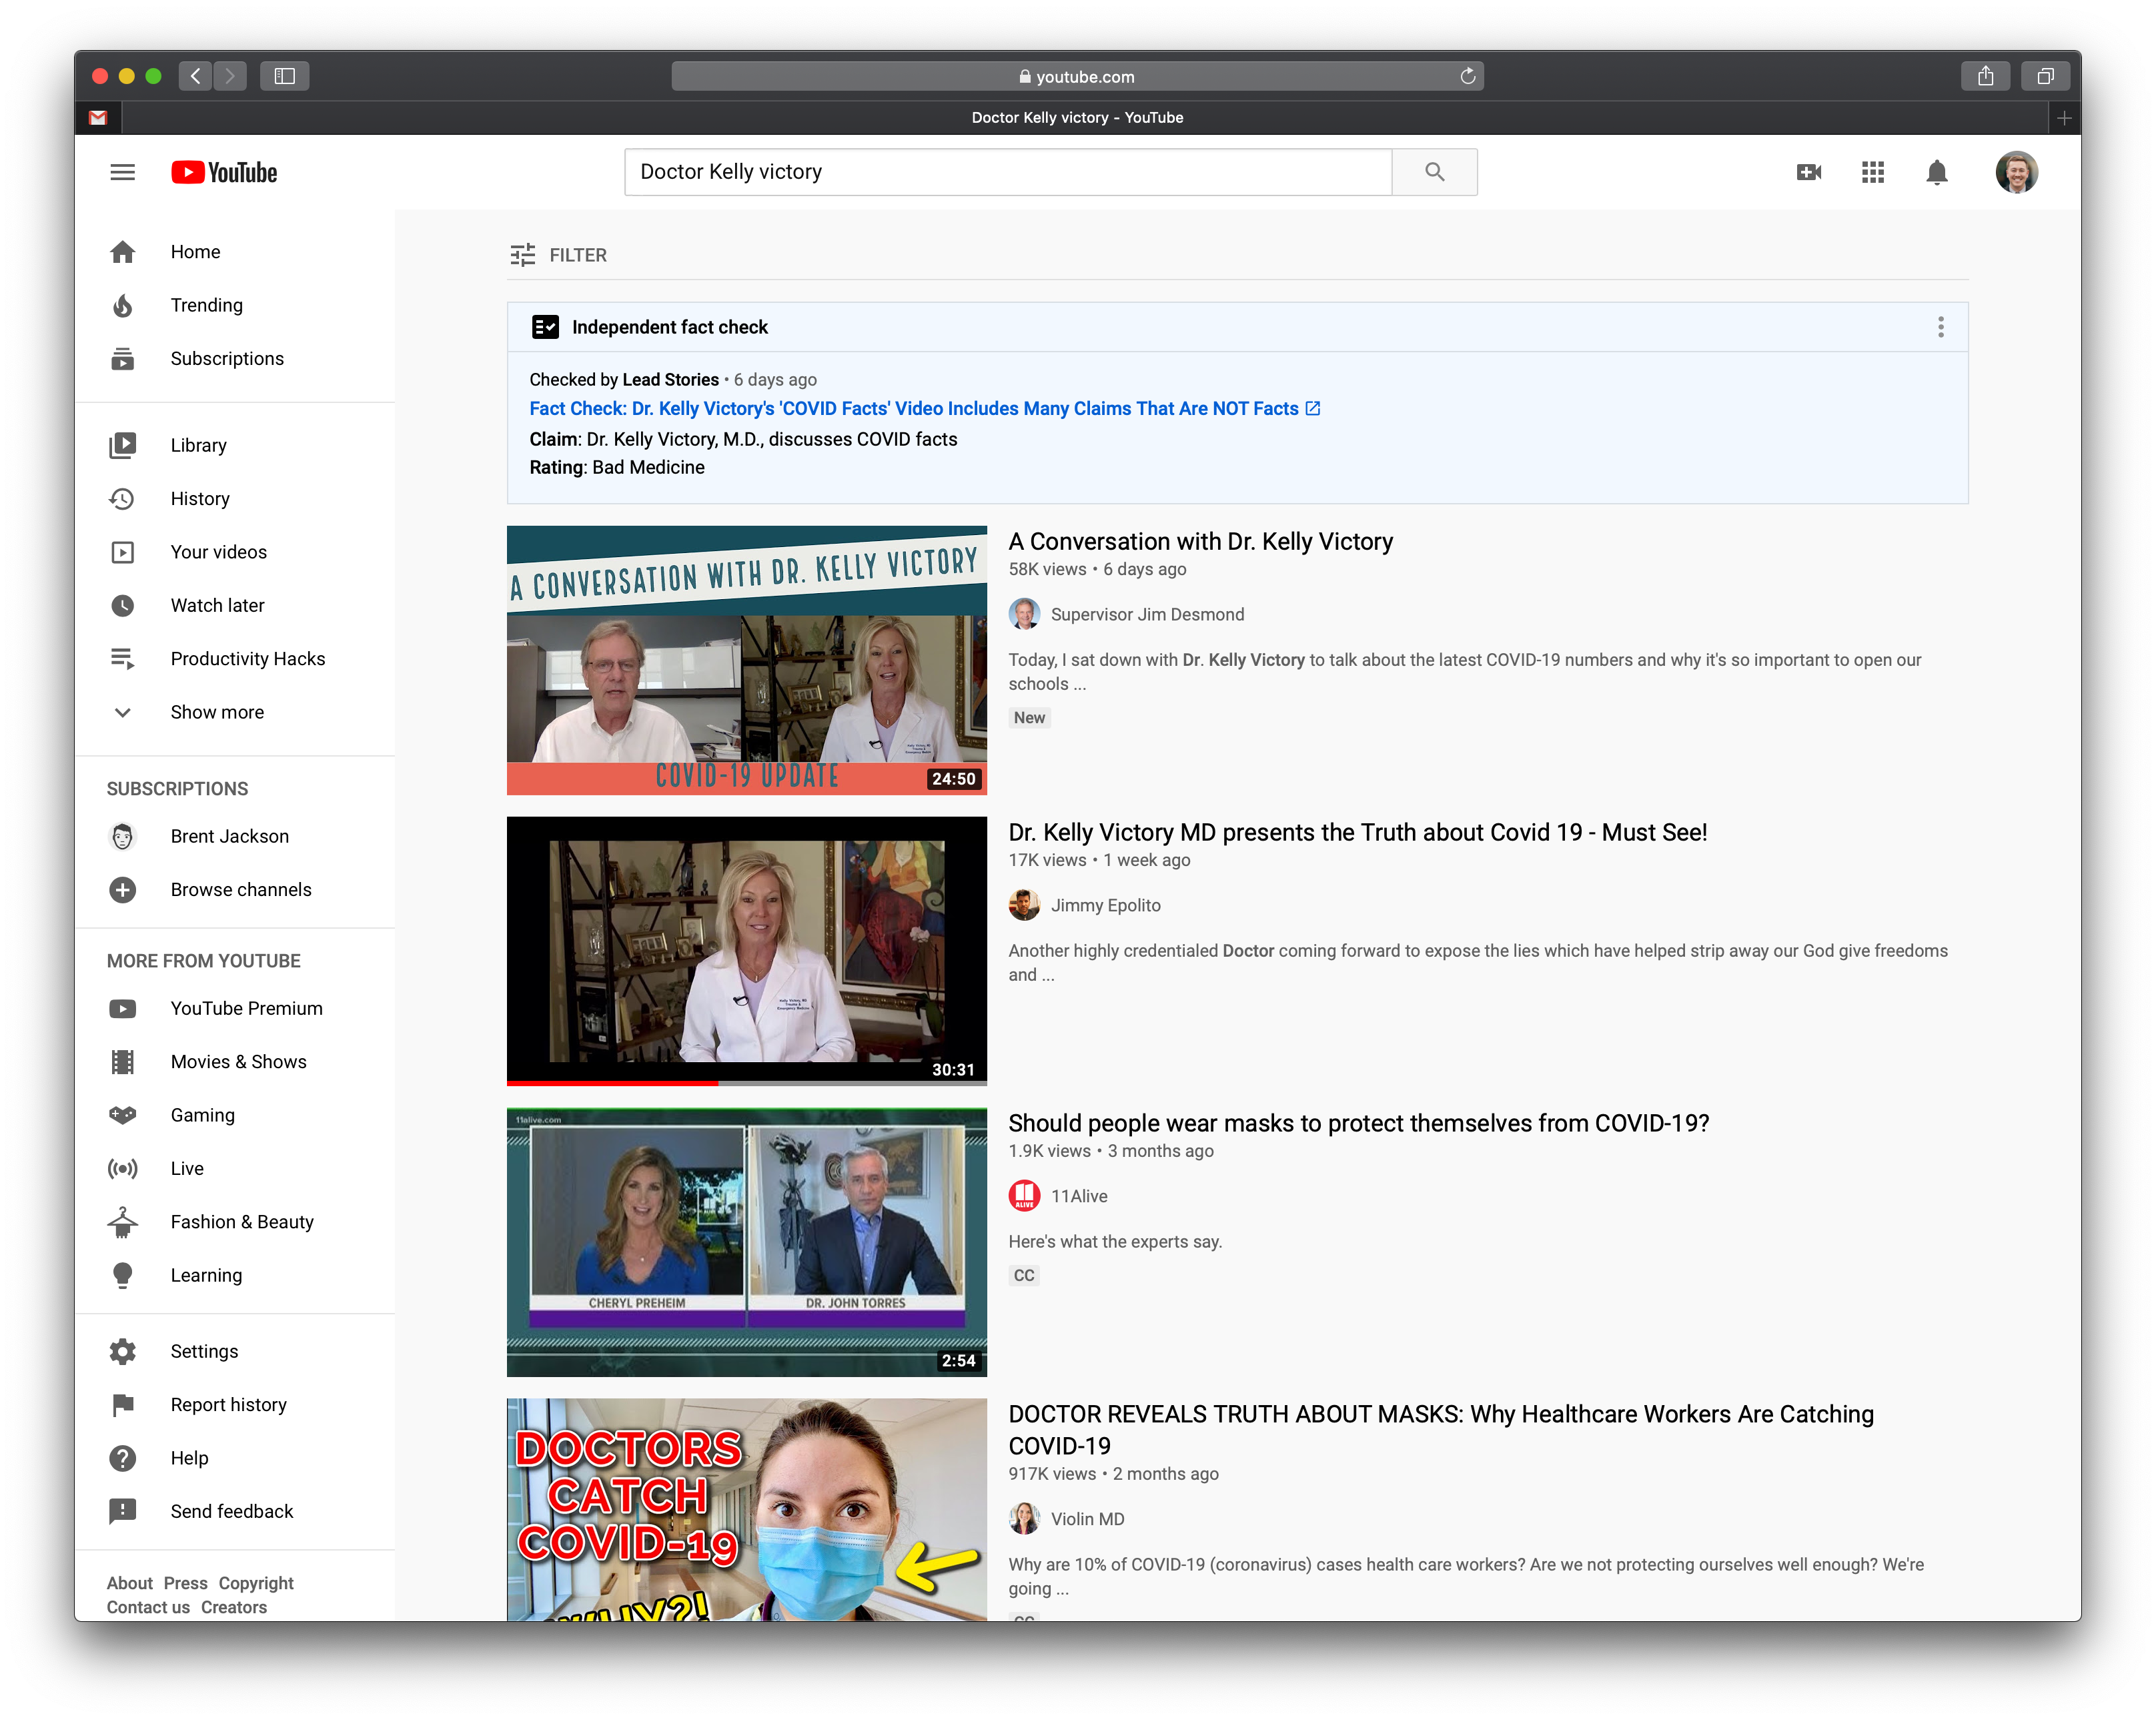 youtube.com
Doctor Kelly victory - YouTube
YouTube
Doctor Kelly victory
Home
Trending
Subscriptions
Library
History
Your videos
Watch later
Productivity Hacks
Show more
SUBSCRIPTIONS
Brent Jackson
Browse channels
MORE FROM YOUTUBE
YouTube Premium
Movies & Shows
Gaming
Live
Fashion & Beauty
Learning
Settings
Report history
Help
Send feedback
About Press Copyright
Contact us Creators
FILTER
Independent fact check
Checked by Lead Stories • 6 days ago
Fact Check: Dr. Kelly Victory's 'COVID Facts' Video Includes Many Claims That Are NOT Facts
Claim: Dr. Kelly Victory, M.D., discusses COVID facts
Rating: Bad Medicine
A CONVERSATION WITH DR. KELLY VICTORY
COVID-19 UPDATE
24:50
A Conversation with Dr. Kelly Victory
58K views • 6 days ago
Supervisor Jim Desmond
Today, I sat down with Dr. Kelly Victory to talk about the latest COVID-19 numbers and why it's so important to open our
schools ...
New
30:31
Dr. Kelly Victory MD presents the Truth about Covid 19 - Must See!
17K views • 1 week ago
Jimmy Epolito
Another highly credentialed Doctor coming forward to expose the lies which have helped strip away our God give freedoms
and ...
11alive.com
CHERYL PREHEIM
DR. JOHN TORRES
2:54
Should people wear masks to protect themselves from COVID-19?
1.9K views • 3 months ago
11Alive
Here's what the experts say.
CC
DOCTORS
CATCH
COVID-19
WHY?!
DOCTOR REVEALS TRUTH ABOUT MASKS: Why Healthcare Workers Are Catching
COVID-19
917K views • 2 months ago
Violin MD
Why are 10% of COVID-19 (coronavirus) cases health care workers? Are we not protecting ourselves well enough? We're
going ...
CC